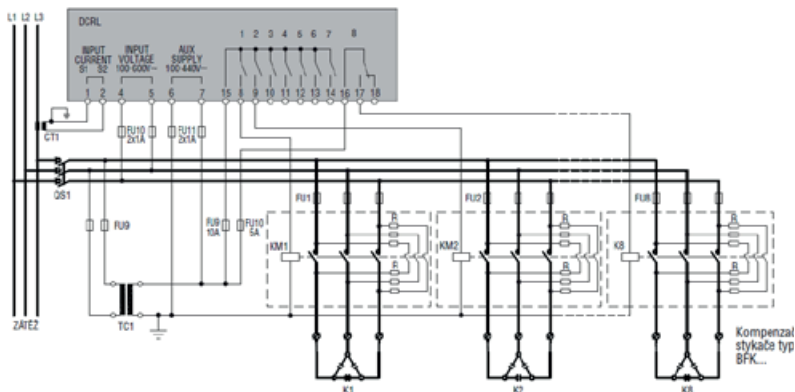 L1 L2 L3
DCRL
1 2 3 4 5 6 7 8
INPUT CURRENT
S1 S2
INPUT VOLTAGE
100-600V~
AUX SUPPLY
100-440V~
1 2 4 5 6 7 15 8 9 10 11 12 13 14 16 17 18
CT1
FU10
2x1A
FU11
2x1A
QS1
FU9
FU9
10A
FU10
5A
FU1
FU2
FU8
KM1
R
R
KM2
R
R
K8
R
R
ZÁTĚŽ
TC1
K1
K2
K8
Kompenzač
stykače typ
BFK...